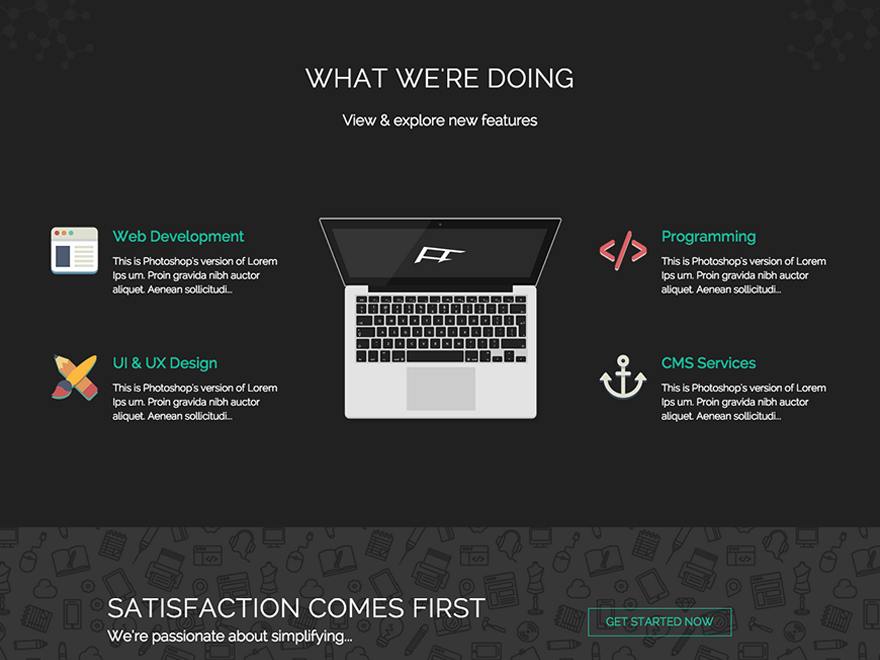 WHAT WE'RE DOING
View & explore new features
Web Development
This is Photoshop's version of Lorem
Ips um. Proin gravida nibh auctor
aliquet. Aenean sollicitudi...
UI & UX Design
This is Photoshop's version of Lorem
Ips um. Proin gravida nibh auctor
aliquet. Aenean sollicitudi...
Programming
This is Photoshop's version of Lorem
Ips um. Proin gravida nibh auctor
aliquet. Aenean sollicitudi...
CMS Services
This is Photoshop's version of Lorem
Ips um. Proin gravida nibh auctor
aliquet. Aenean sollicitudi...
SATISFACTION COMES FIRST
We're passionate about simplifying...
GET STARTED NOW